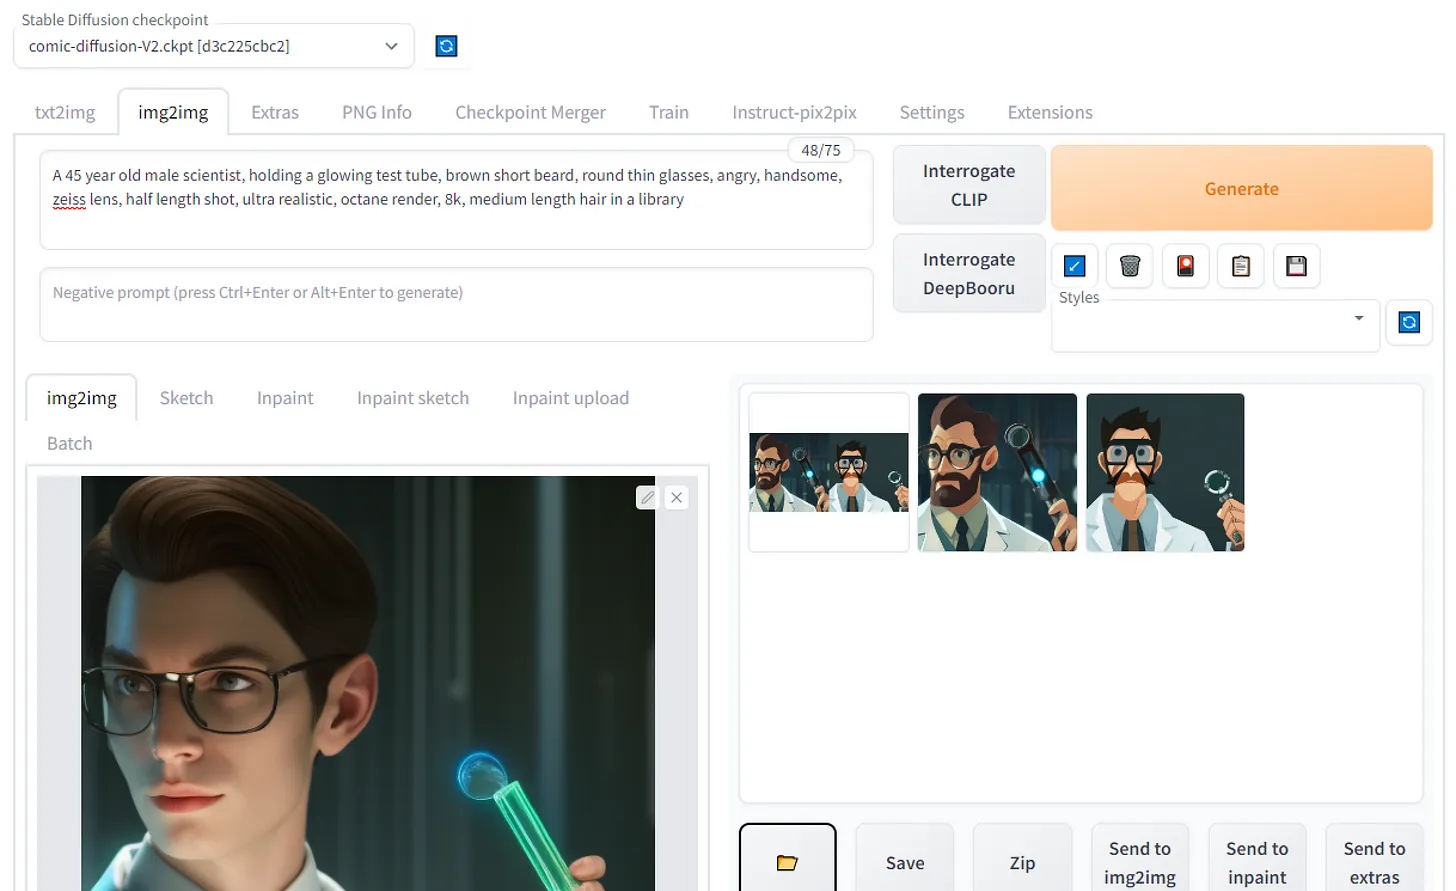 Stable Diffusion checkpoint
comic-diffusion-V2.ckpt [d3c225cbc2]
txt2img
img2img
Extras
PNG Info
Checkpoint Merger
Train
Instruct-pix2pix
Settings
Extensions
48/75
A 45 year old male scientist, holding a glowing test tube, brown short beard, round thin glasses, angry, handsome,
zeiss lens, half length shot, ultra realistic, octane render, 8k, medium length hair in a library
Negative prompt (press Ctrl+Enter or Alt+Enter to generate)
Interrogate
CLIP
Interrogate
DeepBooru
Generate
Styles
img2img
Sketch
Inpaint
Inpaint sketch
Inpaint upload
Batch
Save
Zip
Send to
img2img
Send to
inpaint
Send to
extras